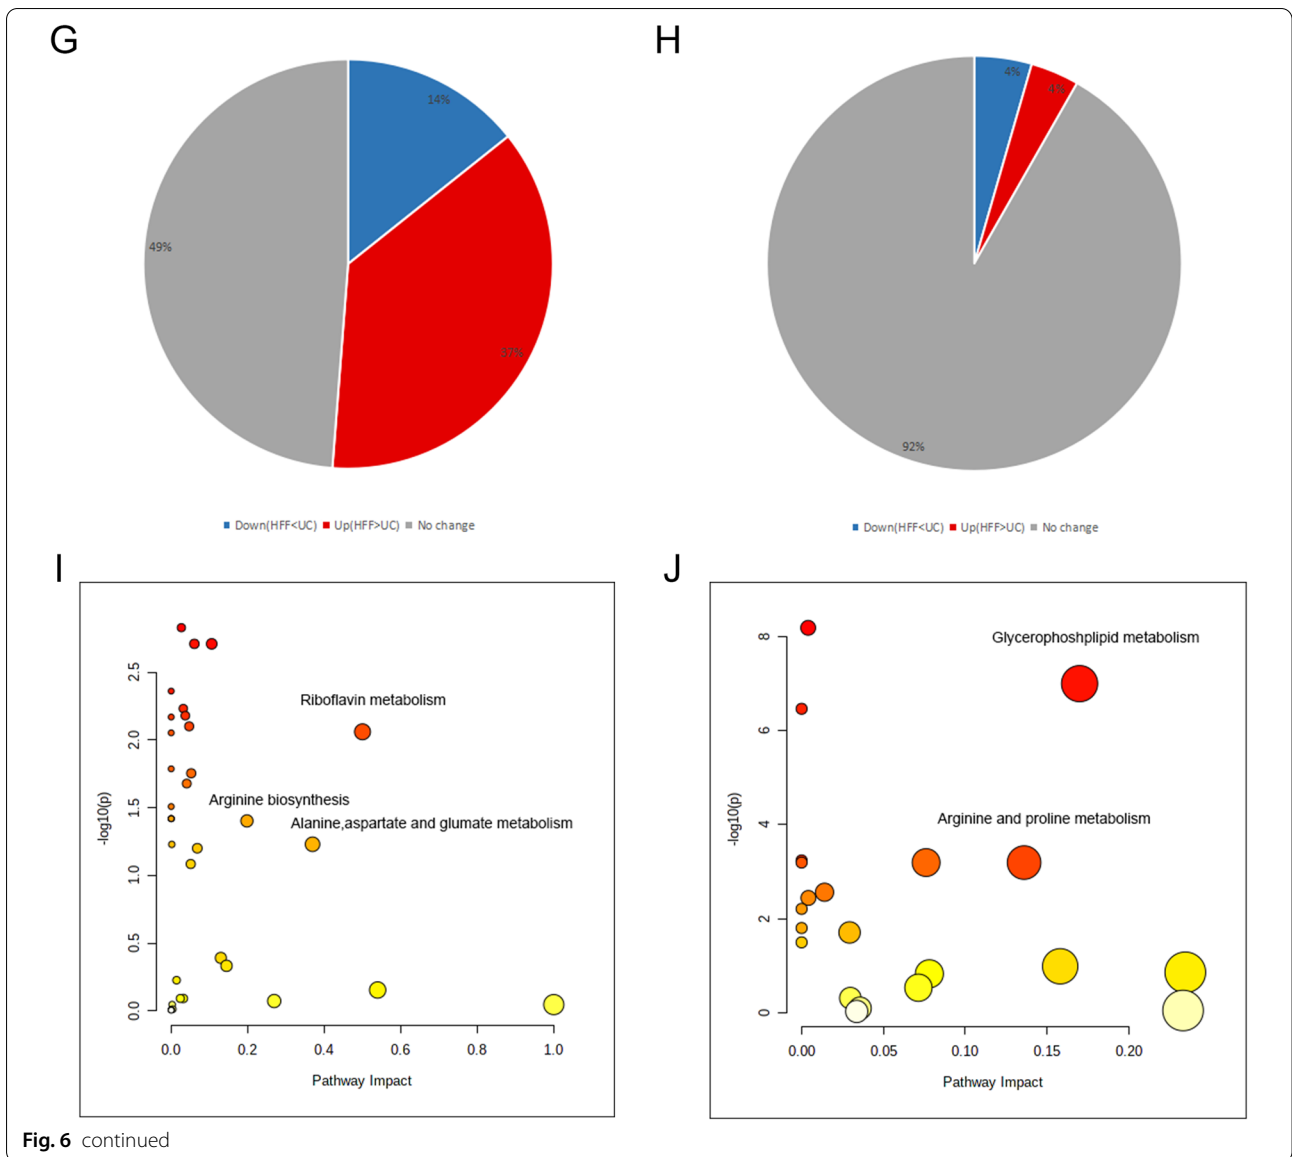 G
H
14%
37%
49%
4%
4%
92%
Down(HFF<UC) Up(HFF>UC) No change
Down(HFF<UC) Up(HFF>UC) No change
I
J
Riboflavin metabolism
Arginine biosynthesis
Alanine,aspartate and glumate metabolism
-log10(p)
2.5
2.0
1.5
1.0
0.5
0.0
0.0 0.2 0.4 0.6 0.8 1.0
Pathway Impact
Glycerophoshplipid metabolism
Arginine and proline metabolism
-log10(p)
8
6
4
2
0
0.00 0.05 0.10 0.15 0.20
Pathway Impact
Fig. 6 continued